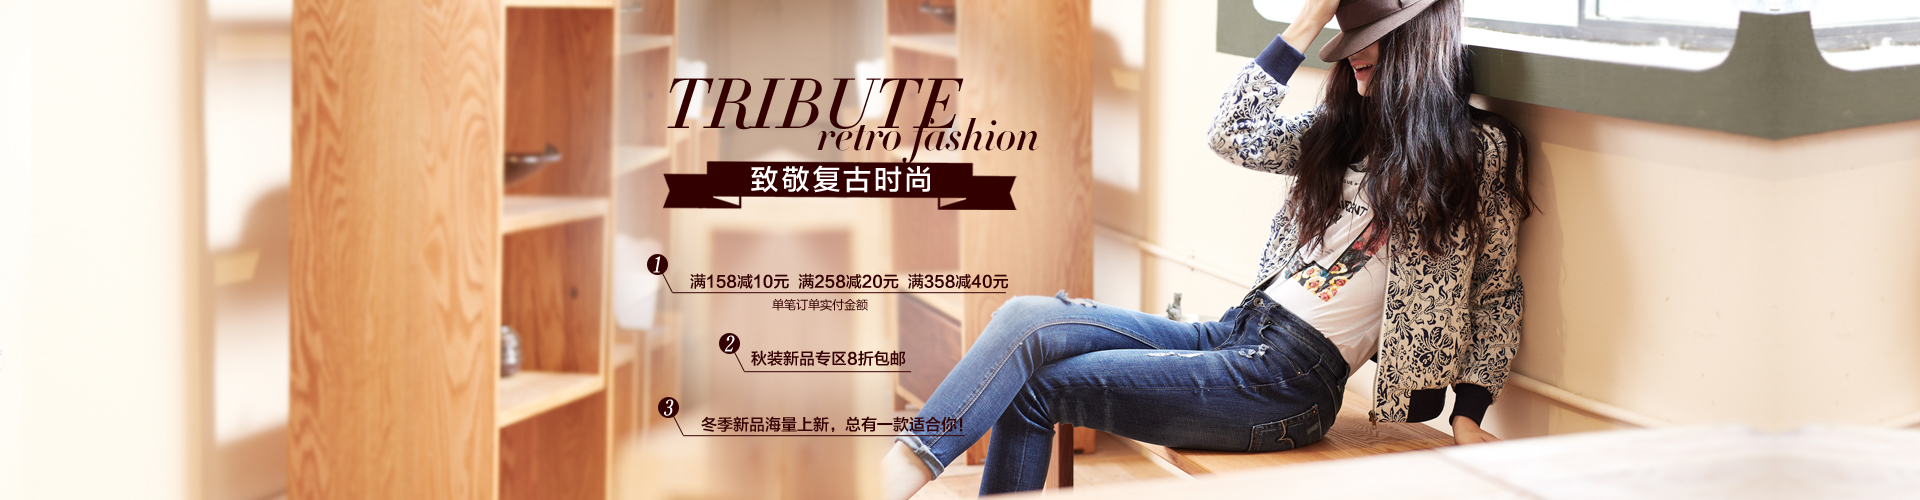 TRIBUTE
retro fashion
致敬复古时尚
1
满158减10元 满258减20元 满358减40元
单笔订单实付金额
2
秋装新品专区8折包邮
3
冬季新品海量上新，总有一款适合你!